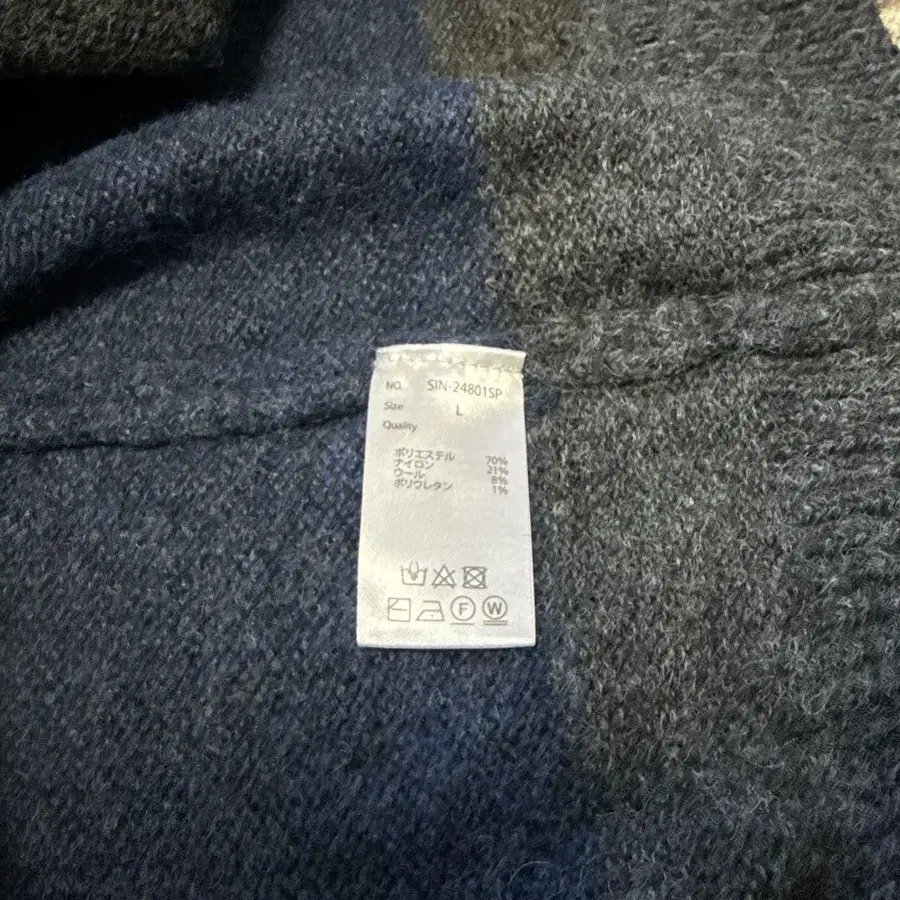 NO. SIN-24801SP
Size L
Quality
ポリエステル 70%
ナイロン 21%
ウール 8%
ポリウレタン 1%
F W